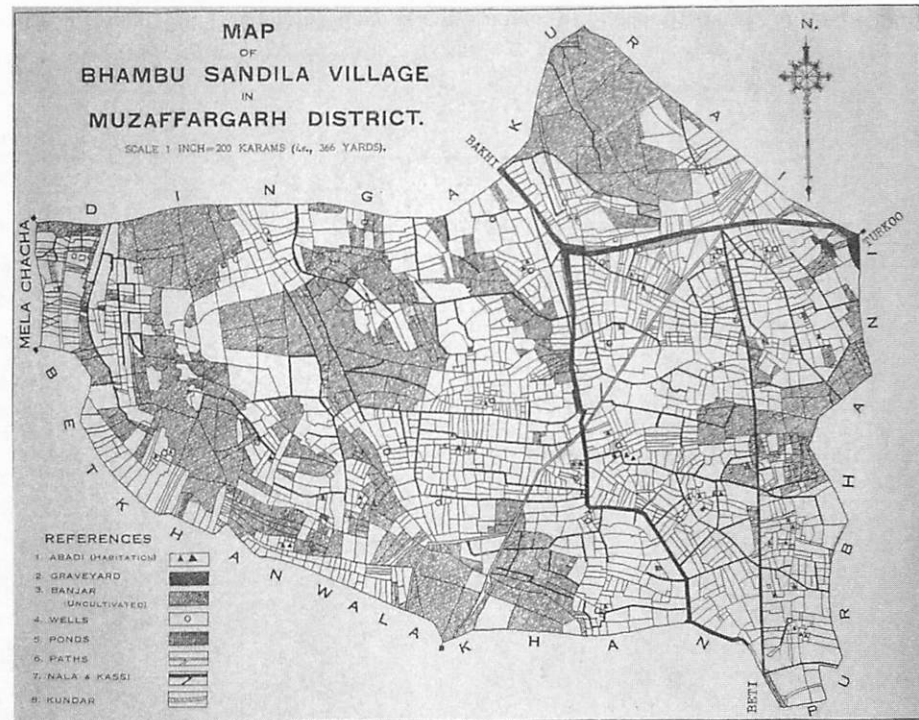 MAP
OF
BHAMBU SANDILA VILLAGE
IN
MUZAFFARGARH DISTRICT.
SCALE 1 INCH=200 KARAMS (i.e., 366 YARDS).
N.
DINGA
KURAI
BAKHI
TURKOO
MELA CHACHA
BET KHANWALA
KHAN
PURBHANI
BETI
REFERENCES
1. ABADI (HABITATION)
2. GRAVEYARD
3. BANJAR
(UNCULTIVATED)
4. WELLS
5. PONDS
6. PATHS
7. NALA & KASSI
8. KUNDAR